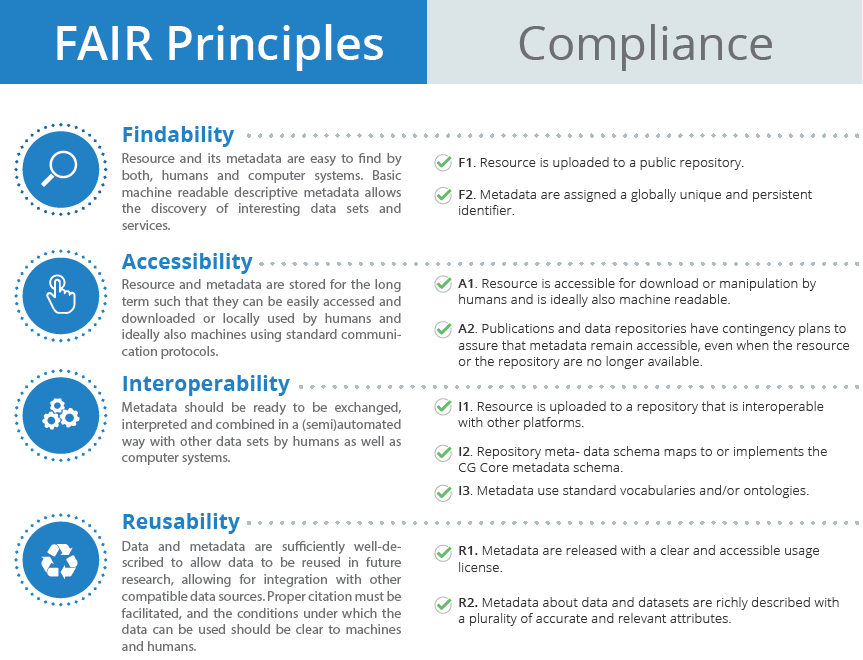 FAIR Principles
Compliance
Findability
Resource and its metadata are easy to find by
both, humans and computer systems. Basic
machine readable descriptive metadata allows
the discovery of interesting data sets and
services.
F1. Resource is uploaded to a public repository.
F2. Metadata are assigned a globally unique and persistent
identifier.
Accessibility
Resource and metadata are stored for the long
term such that they can be easily accessed and
downloaded or locally used by humans and
ideally also machines using standard communi-
cation protocols.
A1. Resource is accessible for download or manipulation by
humans and is ideally also machine readable.
A2. Publications and data repositories have contingency plans to
assure that metadata remain accessible, even when the resource
or the repository are no longer available.
Interoperability
Metadata should be ready to be exchanged,
interpreted and combined in a (semi)automated
way with other data sets by humans as well as
computer systems.
I1. Resource is uploaded to a repository that is interoperable
with other platforms.
I2. Repository meta- data schema maps to or implements the
CG Core metadata schema.
I3. Metadata use standard vocabularies and/or ontologies.
Reusability
Data and metadata are sufficiently well-de-
scribed to allow data to be reused in future
research, allowing for integration with other
compatible data sources. Proper citation must be
facilitated, and the conditions under which the
data can be used should be clear to machines
and humans.
R1. Metadata are released with a clear and accessible usage
license.
R2. Metadata about data and datasets are richly described with
a plurality of accurate and relevant attributes.